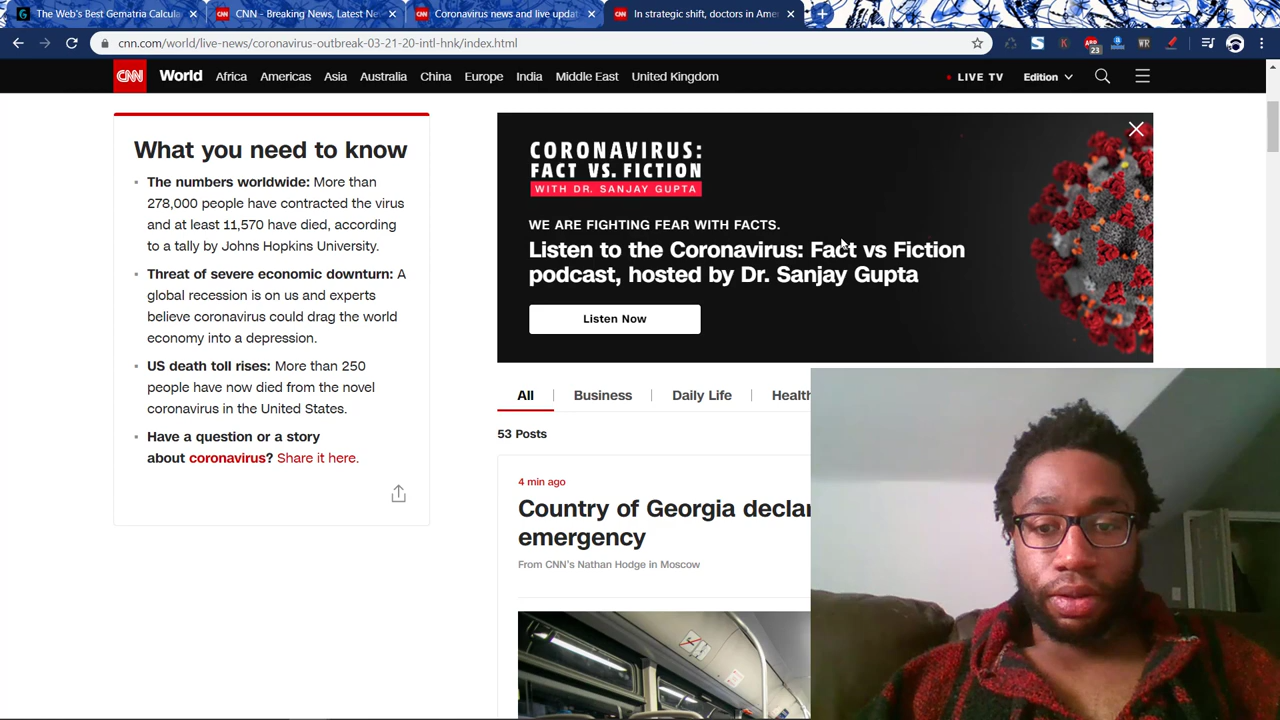 The Web's Best Gematria Calcula
CNN - Breaking News, Latest Ne
Coronavirus news and live updat
In strategic shift, doctors in Ame
cnn.com/world/live-news/coronavirus-outbreak-03-21-20-intl-hnk/index.html
23
WR
CNN World Africa Americas Asia Australia China Europe India Middle East United Kingdom
LIVE TV Edition
What you need to know
The numbers worldwide: More than
278,000 people have contracted the virus
and at least 11,570 have died, according
to a tally by Johns Hopkins University.
Threat of severe economic downturn: A
global recession is on us and experts
believe coronavirus could drag the world
economy into a depression.
US death toll rises: More than 250
people have now died from the novel
coronavirus in the United States.
Have a question or a story
about coronavirus? Share it here.
CORONAVIRUS:
FACT VS. FICTION
WITH DR. SANJAY GUPTA
WE ARE FIGHTING FEAR WITH FACTS.
Listen to the Coronavirus: Fact vs Fiction
podcast, hosted by Dr. Sanjay Gupta
Listen Now
All Business Daily Life Health
53 Posts
4 min ago
Country of Georgia declar
emergency
From CNN's Nathan Hodge in Moscow